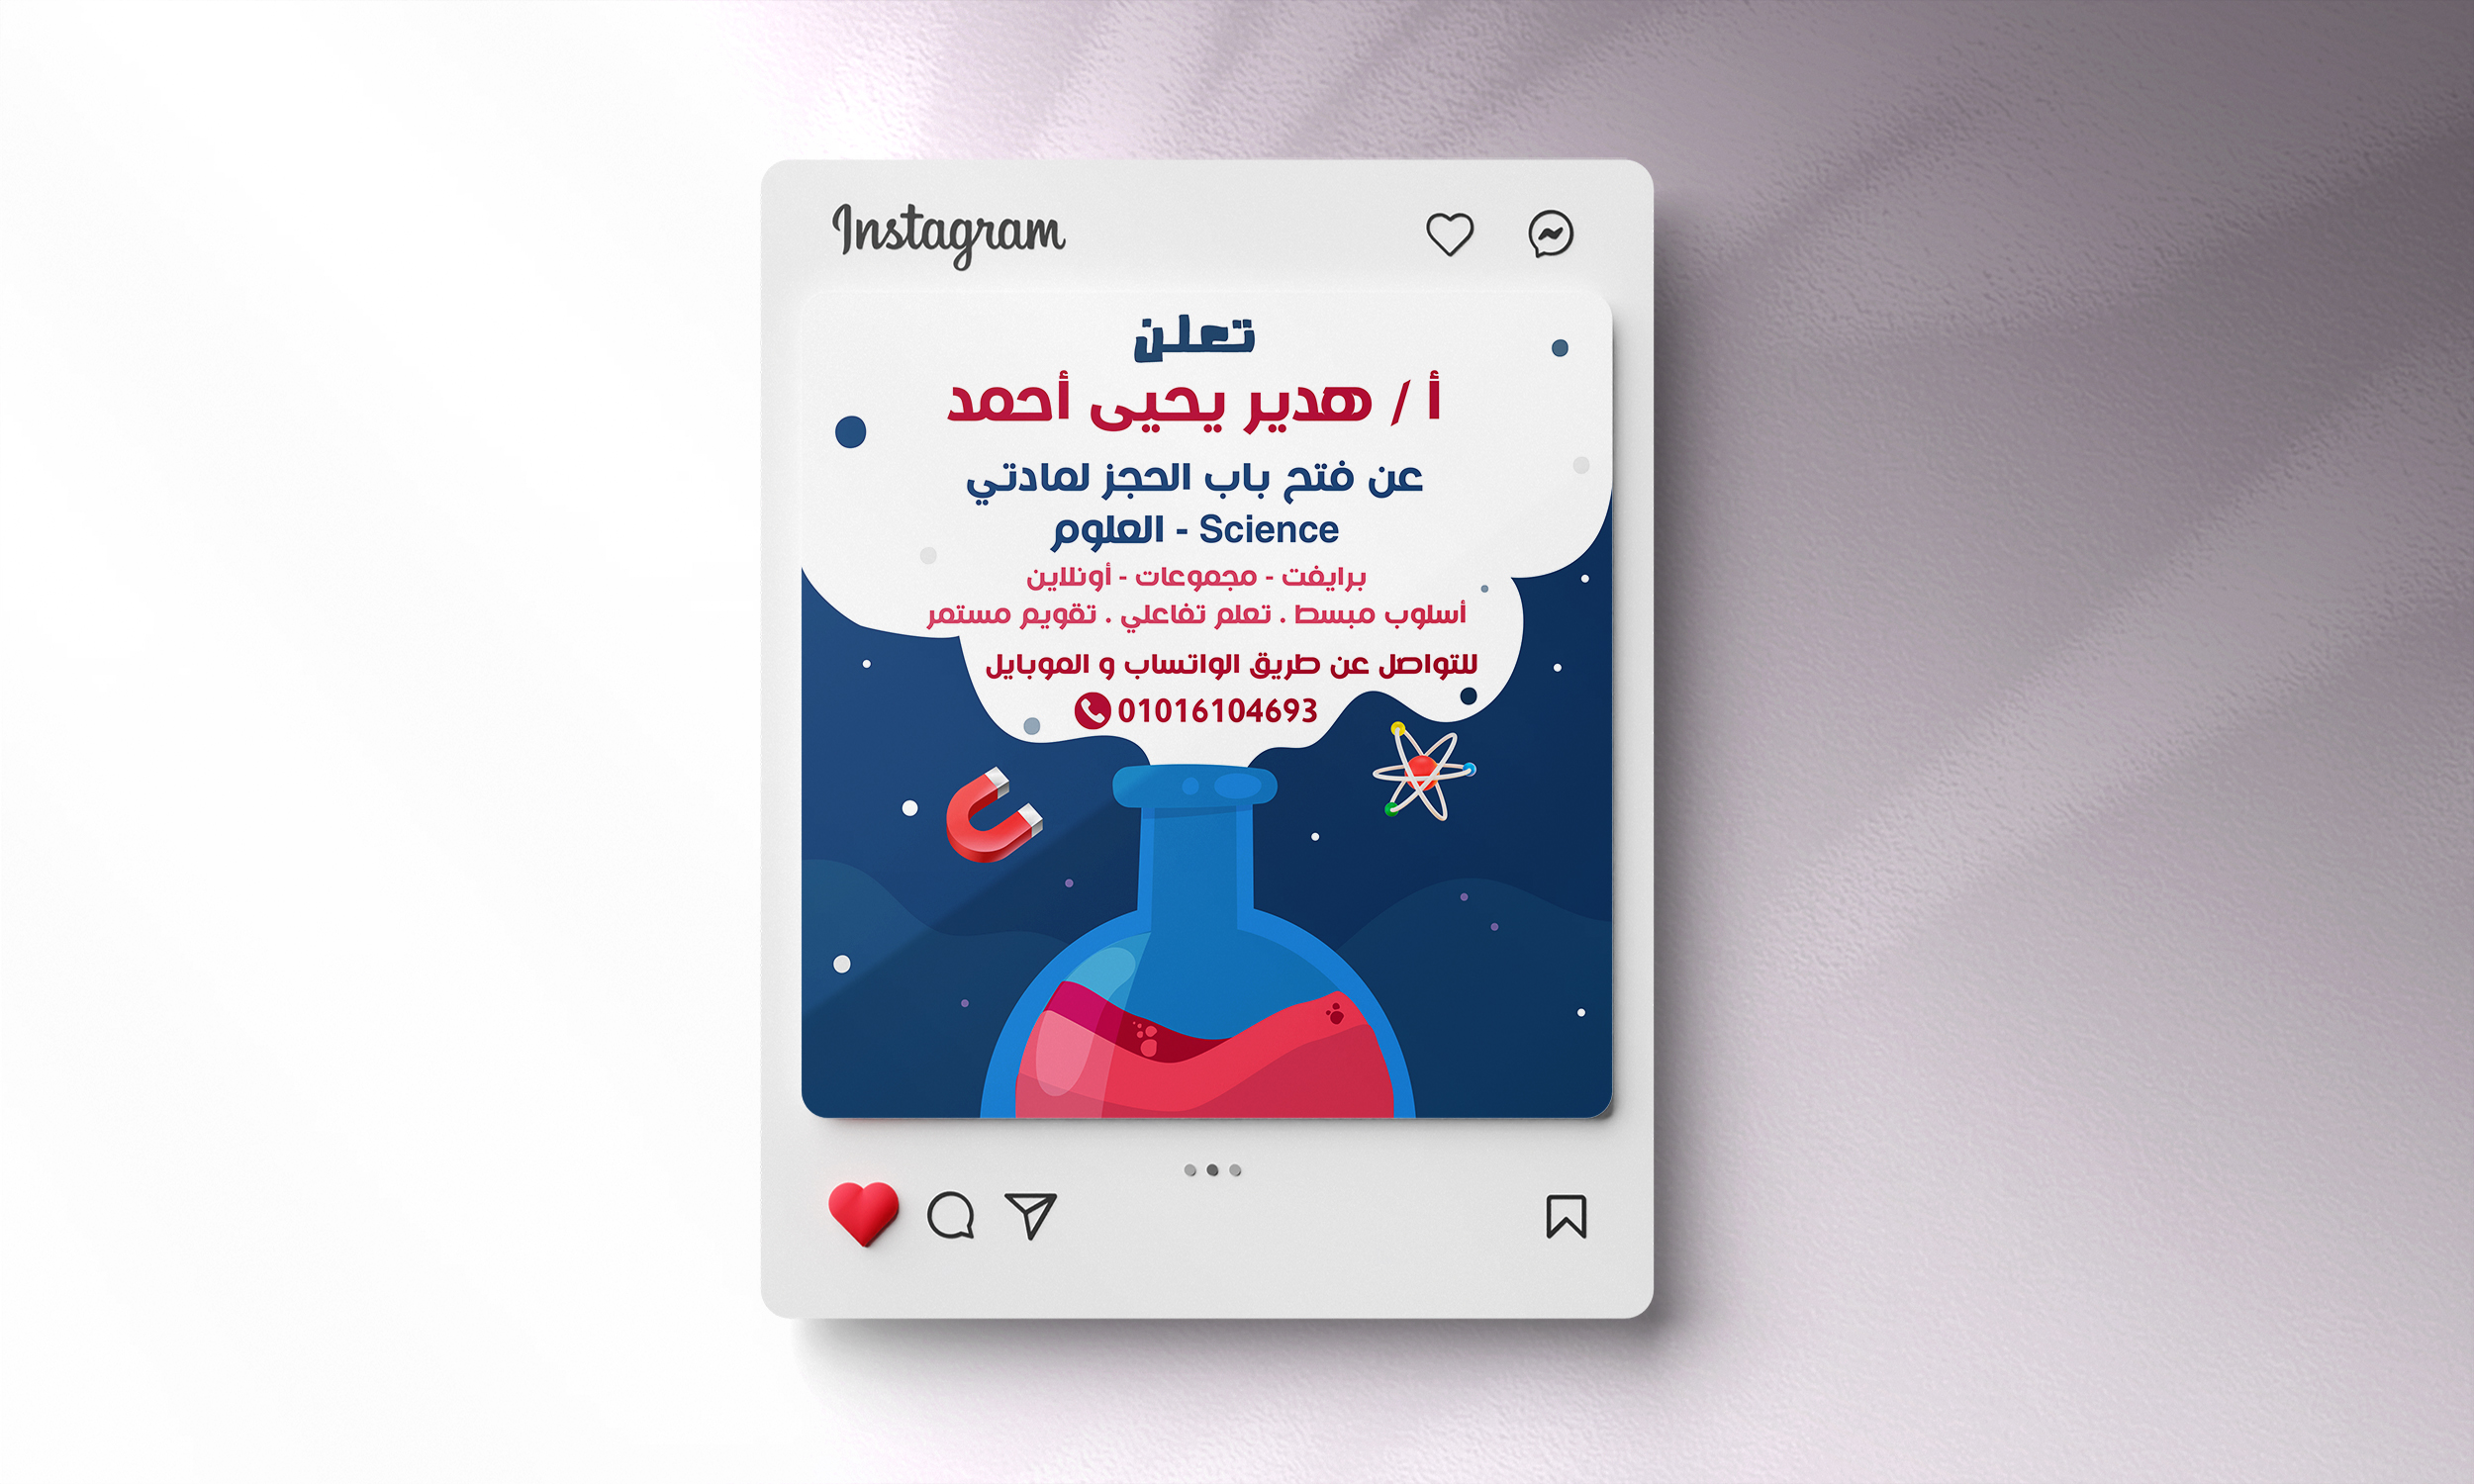 Instagram
تعلن
أ / هدير يحيى أحمد
عن فتح باب الحجز لمادتي
العلوم - Science
برايفت - مجموعات - أونلاين
أسلوب مبسط . تعلم تفاعلي . تقويم مستمر
للتواصل عن طريق الواتساب و الموبايل
01016104693